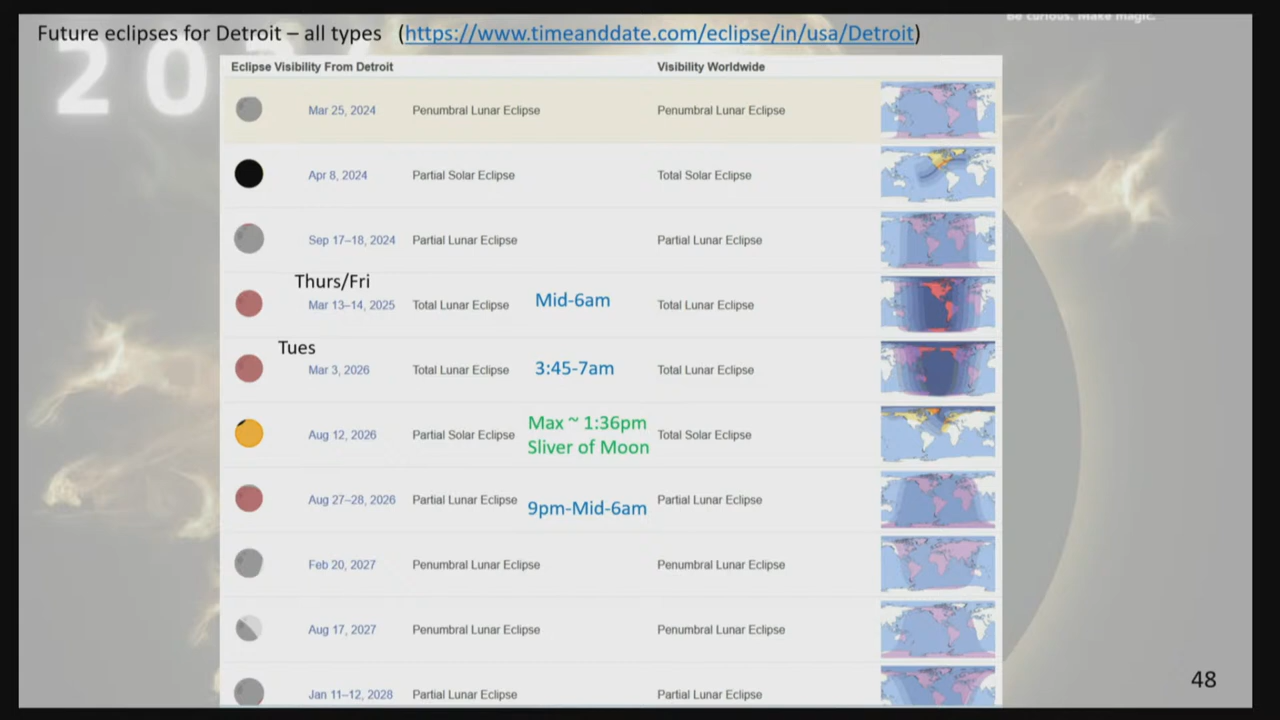 Be curious. Make magic.
Future eclipses for Detroit – all types (https://www.timeanddate.com/eclipse/in/usa/Detroit)
20
Eclipse Visibility From Detroit Visibility Worldwide
Mar 25, 2024 Penumbral Lunar Eclipse Penumbral Lunar Eclipse
Apr 8, 2024 Partial Solar Eclipse Total Solar Eclipse
Sep 17–18, 2024 Partial Lunar Eclipse Partial Lunar Eclipse
Thurs/Fri
Mar 13–14, 2025 Total Lunar Eclipse Mid-6am Total Lunar Eclipse
Tues
Mar 3, 2026 Total Lunar Eclipse 3:45-7am Total Lunar Eclipse
Max ~ 1:36pm
Aug 12, 2026 Partial Solar Eclipse Total Solar Eclipse
Sliver of Moon
Aug 27–28, 2026 Partial Lunar Eclipse 9pm-Mid-6am Partial Lunar Eclipse
Feb 20, 2027 Penumbral Lunar Eclipse Penumbral Lunar Eclipse
Aug 17, 2027 Penumbral Lunar Eclipse Penumbral Lunar Eclipse
Jan 11–12, 2028 Partial Lunar Eclipse Partial Lunar Eclipse
48